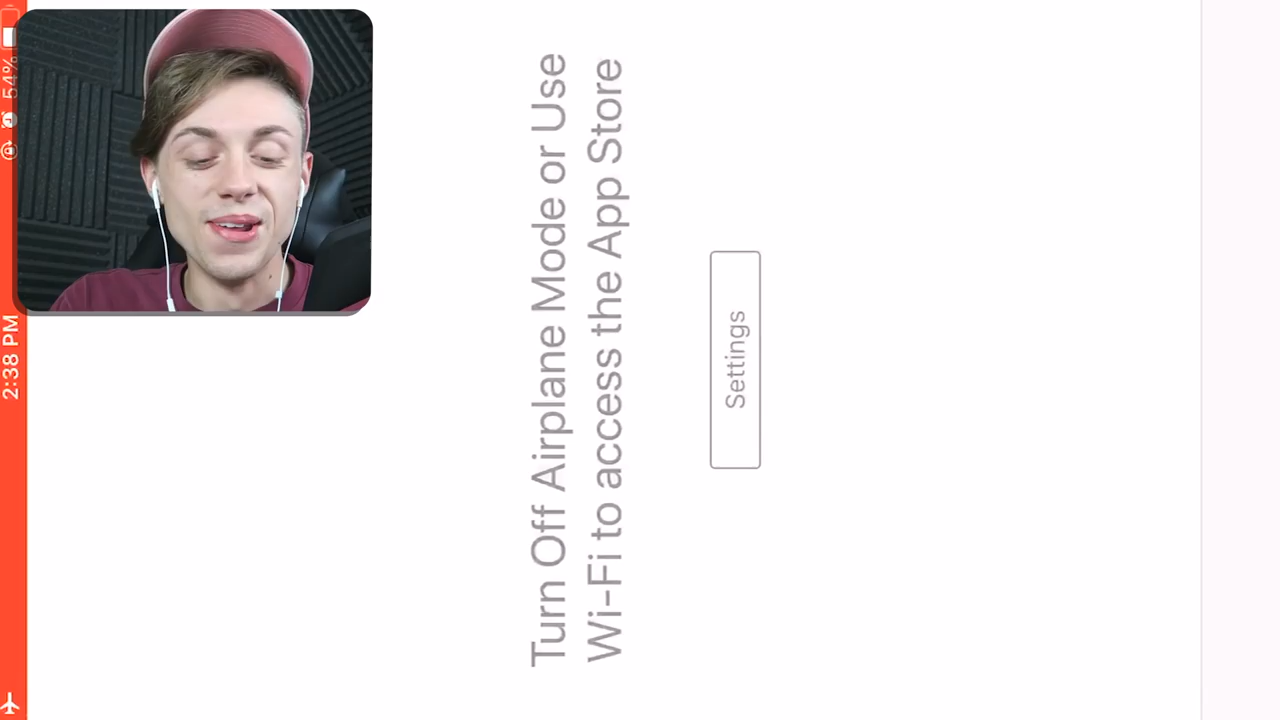 2:38 PM
54%
Turn Off Airplane Mode or Use
Wi-Fi to access the App Store
Settings